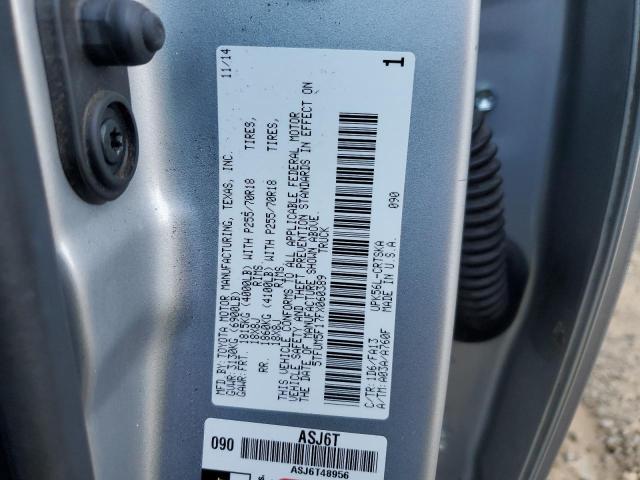 MFD.BY:TOYOTA MOTOR MANUFACTURING, TEXAS, INC. 11/14
GVWR: 3130KG (6900LB)
GAWR: FRT. 1815KG (4000LB) WITH P255/70R18 TIRES,
18X8J RIMS
RR. 1860KG (4100LB) WITH P255/70R18 TIRES,
18X8J RIMS
THIS VEHICLE CONFORMS TO ALL APPLICABLE FEDERAL MOTOR
VEHICLE SAFETY AND THEFT PREVENTION STANDARDS IN EFFECT ON
THE DATE OF MANUFACTURE SHOWN ABOVE.
5TFUM5F17FX060389 TRUCK
1
C/TR: 1D6/FA13 UPK56L-CRTSKA 090
A/TM: A03A/A760F MADE IN U.S.A.
090 ASJ6T
ASJ6T48956